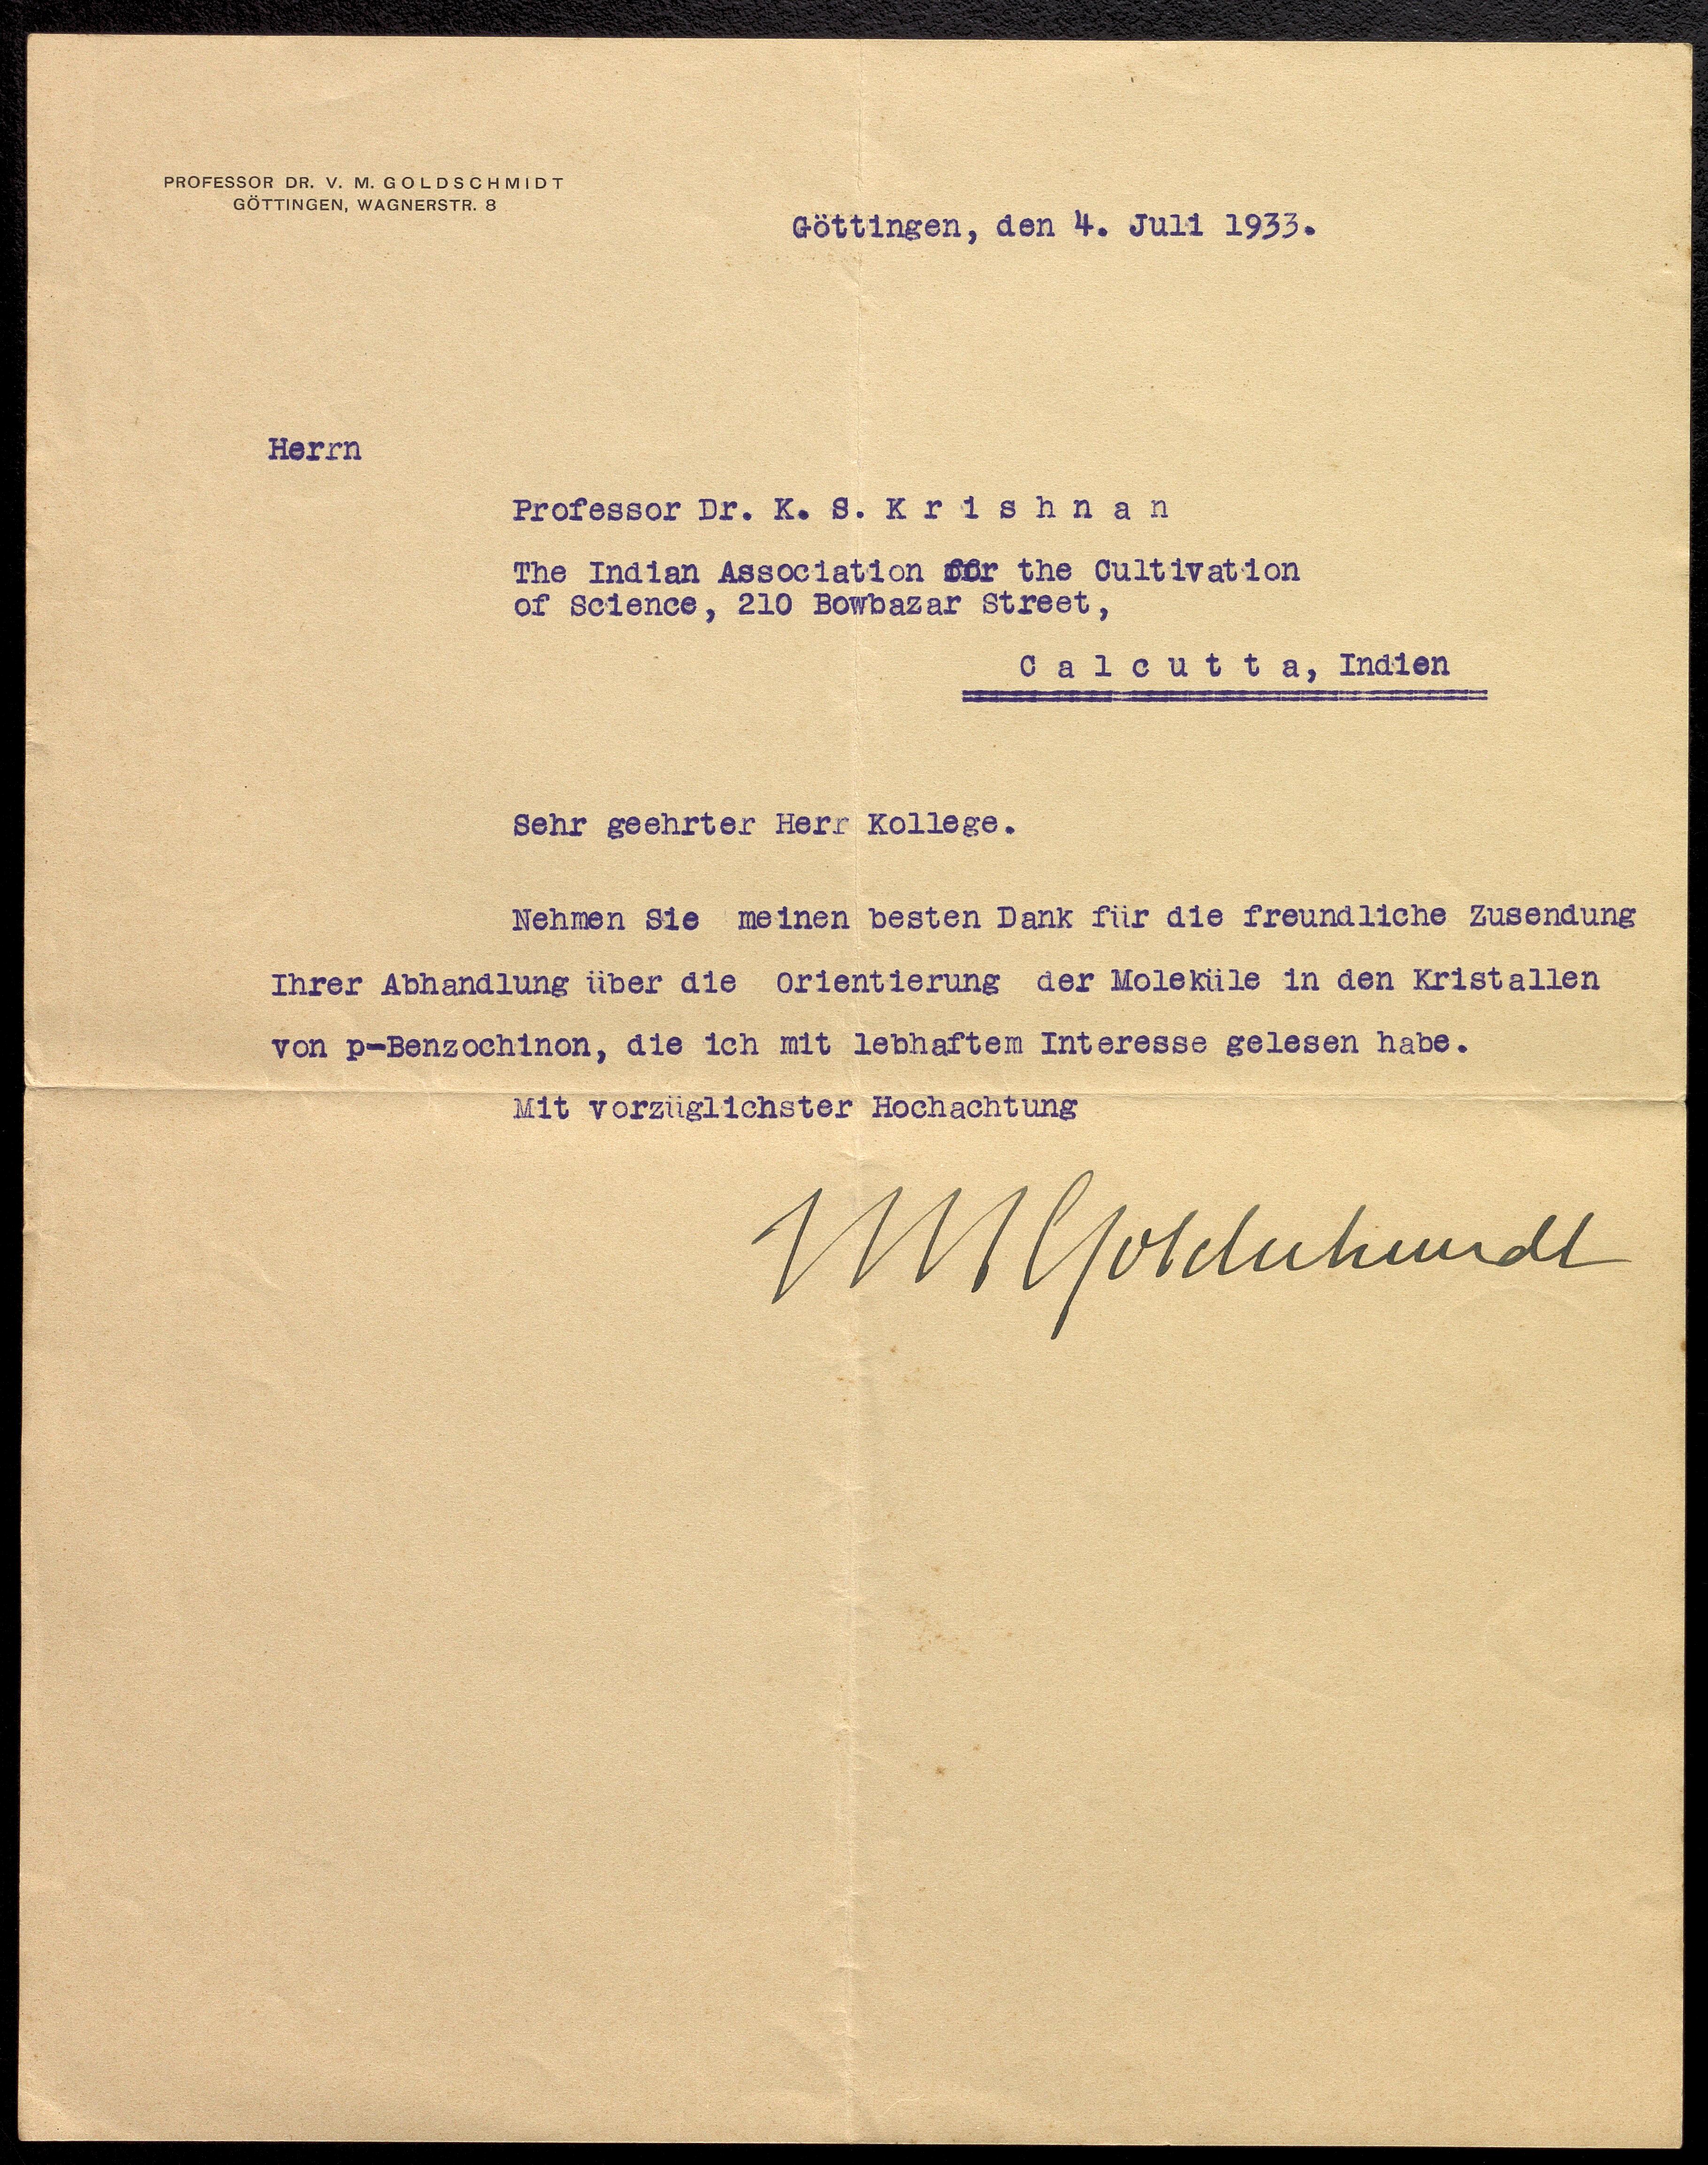 PROFESSOR DR. V. M. GOLDSCHMIDT
GÖTTINGEN, WAGNERSTR. 8
Göttingen, den 4. Juli 1933.
Herrn
Professor Dr. K. S. K r i s h n a n
The Indian Association for the Cultivation
of Science, 210 Bowbazar Street,
C a l c u t t a, Indien
Sehr geehrter Herr Kollege.
Nehmen Sie meinen besten Dank für die freundliche Zusendung
Ihrer Abhandlung über die Orientierung der Moleküle in den Kristallen
von p-Benzochinon, die ich mit lebhaftem Interesse gelesen habe.
Mit vorzüglichster Hochachtung
VM Goldschmidt